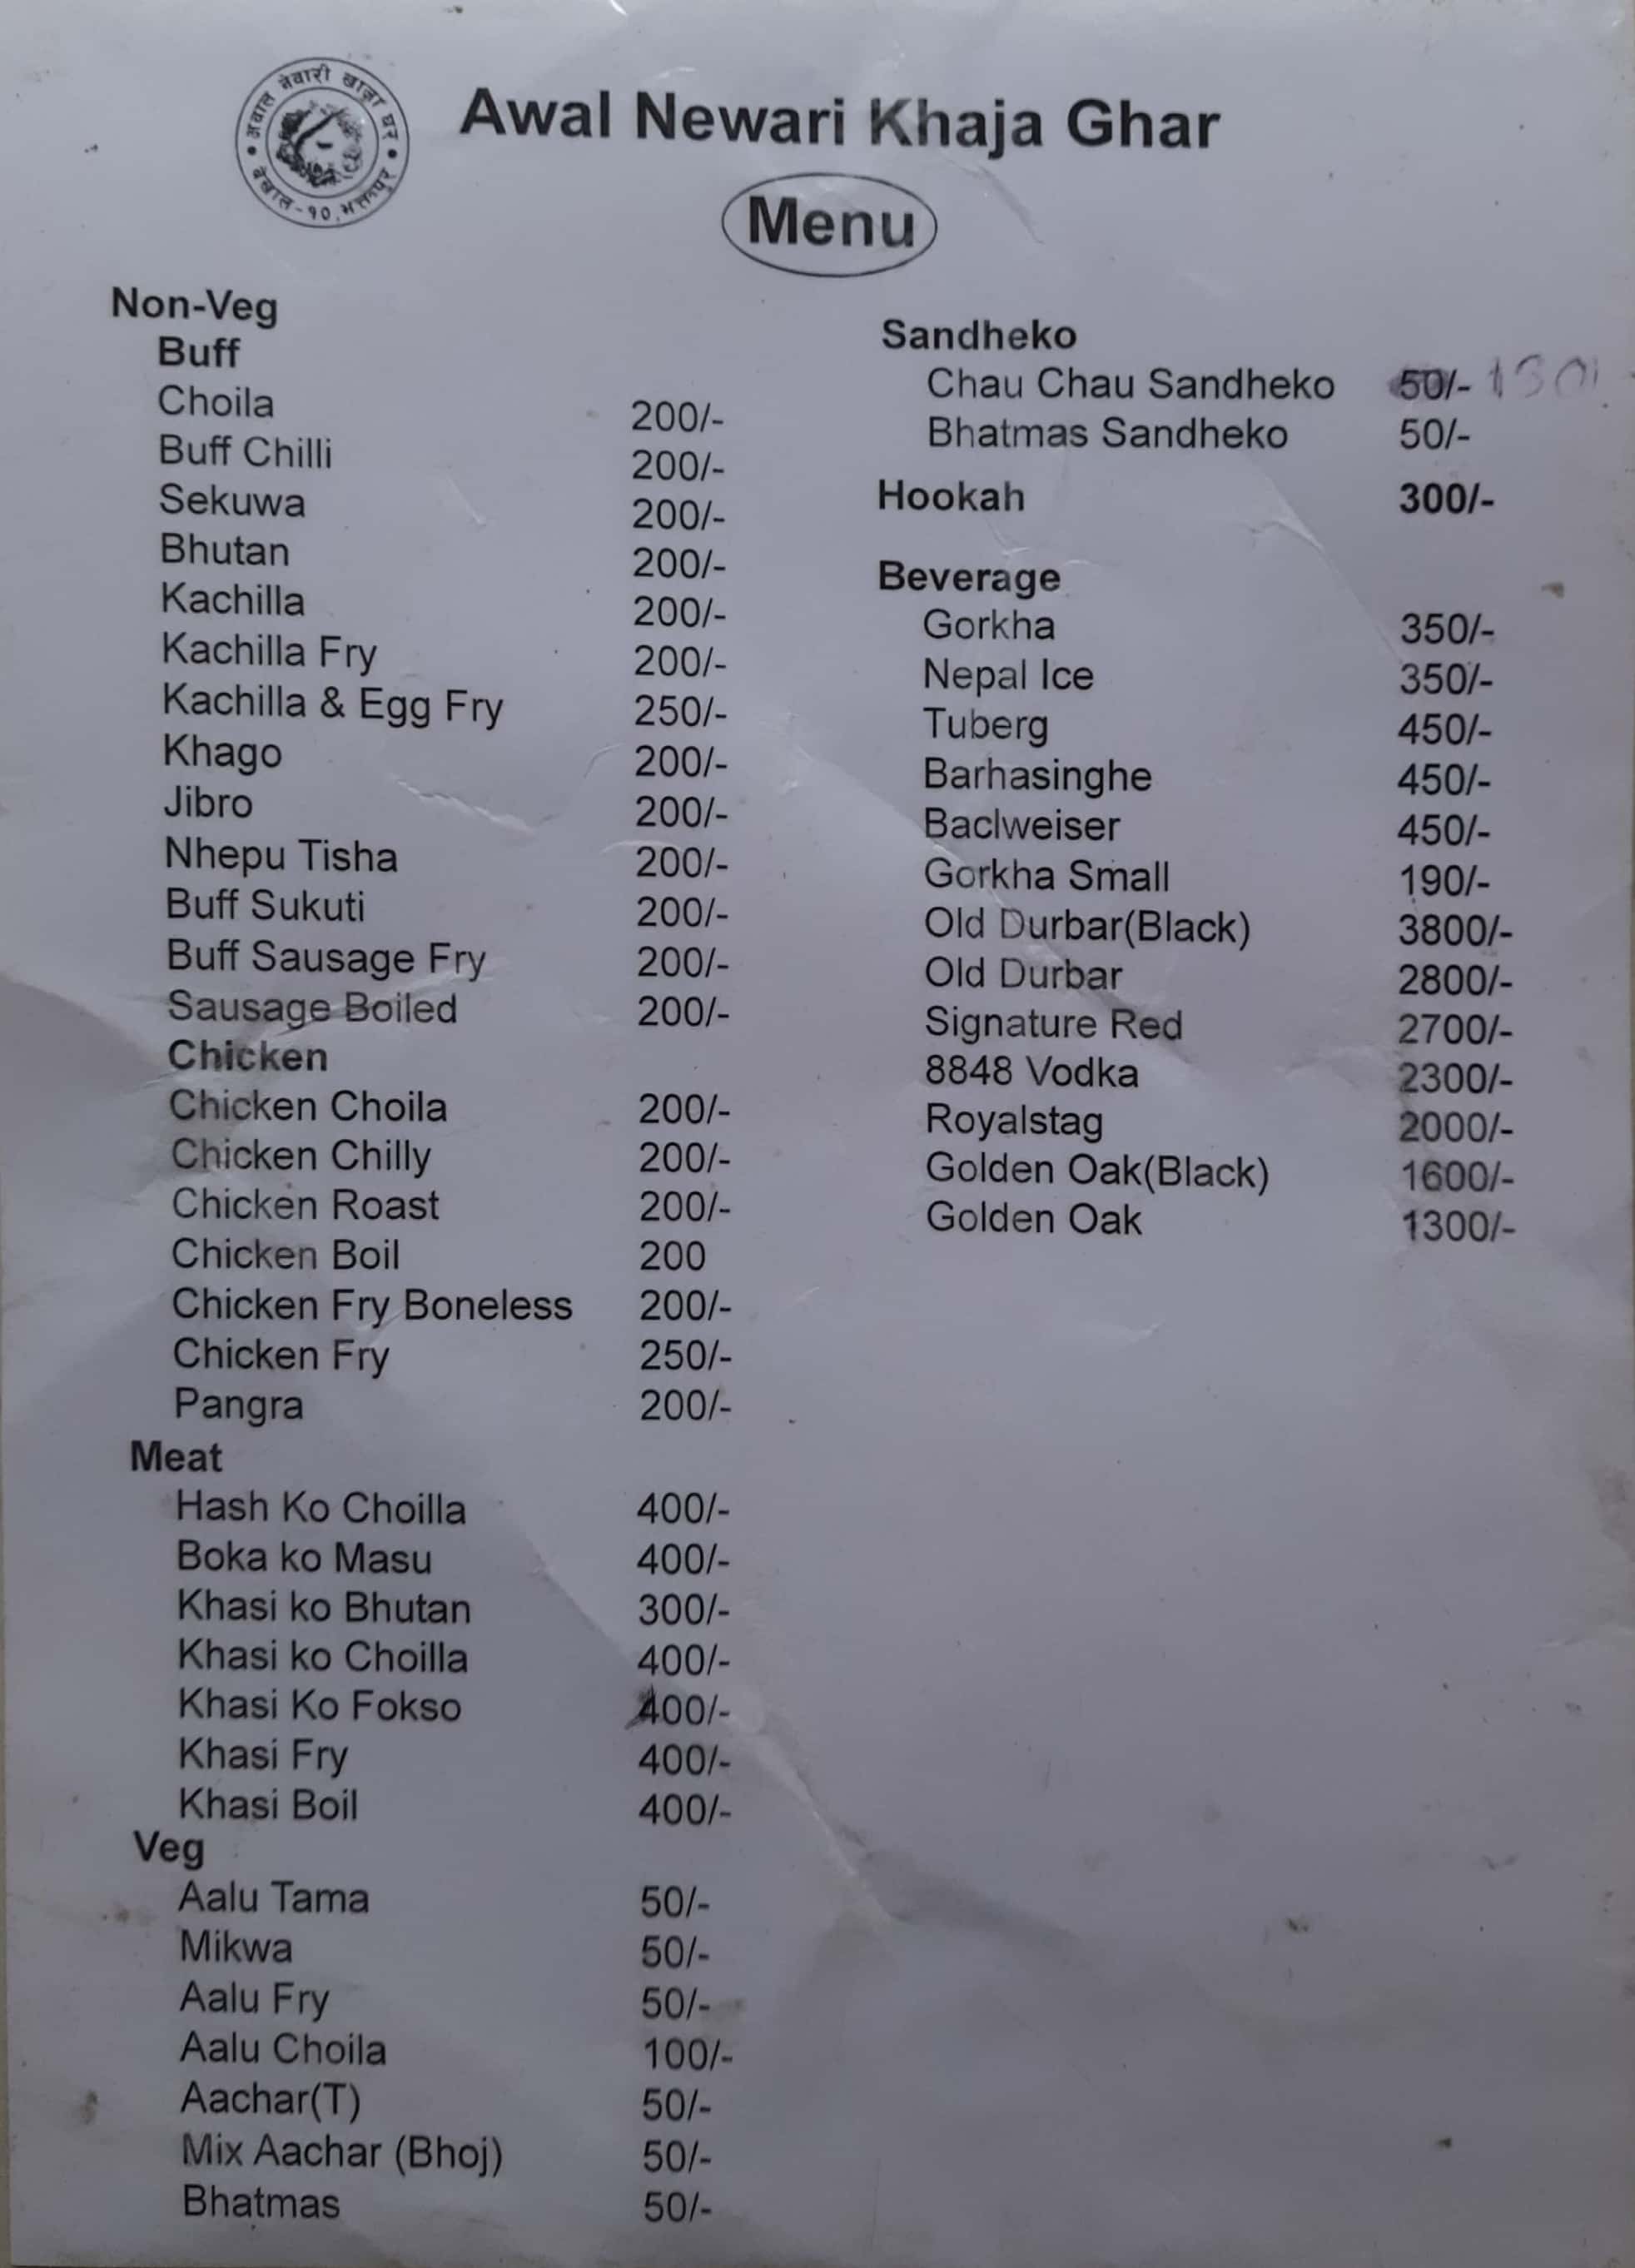 अवाल नेवारी खाजा घर
१०, भक्तपुर
Awal Newari Khaja Ghar
Menu
Non-Veg
Buff
Choila 200/-
Buff Chilli 200/-
Sekuwa 200/-
Bhutan 200/-
Kachilla 200/-
Kachilla Fry 200/-
Kachilla & Egg Fry 250/-
Khago 200/-
Jibro 200/-
Nhepu Tisha 200/-
Buff Sukuti 200/-
Buff Sausage Fry 200/-
Sausage Boiled 200/-
Chicken
Chicken Choila 200/-
Chicken Chilly 200/-
Chicken Roast 200/-
Chicken Boil 200
Chicken Fry Boneless 200/-
Chicken Fry 250/-
Pangra 200/-
Meat
Hash Ko Choilla 400/-
Boka ko Masu 400/-
Khasi ko Bhutan 300/-
Khasi ko Choilla 400/-
Khasi Ko Fokso 400/-
Khasi Fry 400/-
Khasi Boil 400/-
Veg
Aalu Tama 50/-
Mikwa 50/-
Aalu Fry 50/-
Aalu Choila 100/-
Aachar(T) 50/-
Mix Aachar (Bhoj) 50/-
Bhatmas 50/-
Sandheko
Chau Chau Sandheko 50/- 130/
Bhatmas Sandheko 50/-
Hookah 300/-
Beverage
Gorkha 350/-
Nepal Ice 350/-
Tuberg 450/-
Barhasinghe 450/-
Baclweiser 450/-
Gorkha Small 190/-
Old Durbar(Black) 3800/-
Old Durbar 2800/-
Signature Red 2700/-
8848 Vodka 2300/-
Royalstag 2000/-
Golden Oak(Black) 1600/-
Golden Oak 1300/-